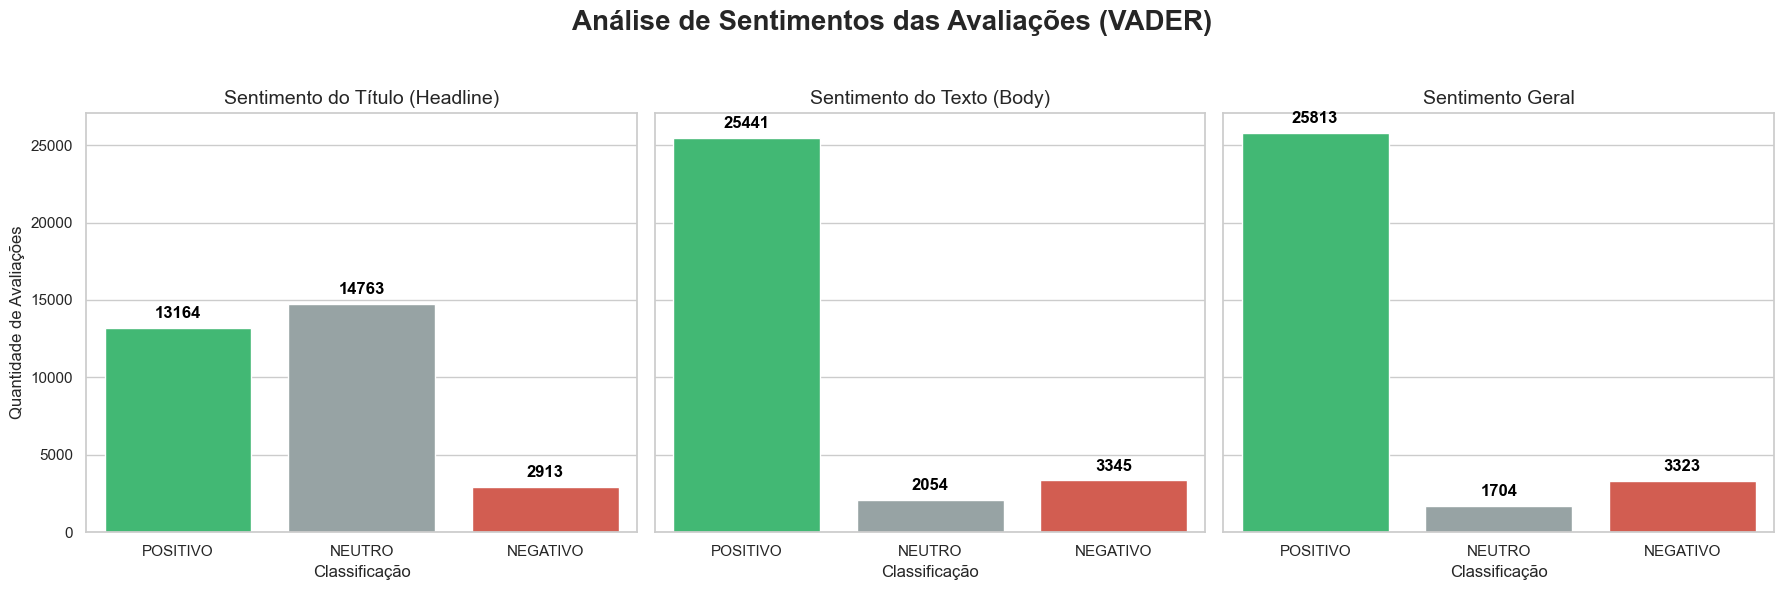 Análise de Sentimentos das Avaliações (VADER)
Sentimento do Título (Headline)
Quantidade de Avaliações
25000
20000
15000
10000
5000
0
13164
14763
2913
POSITIVO NEUTRO NEGATIVO
Classificação
Sentimento do Texto (Body)
25441
2054
3345
POSITIVO NEUTRO NEGATIVO
Classificação
Sentimento Geral
25813
1704
3323
POSITIVO NEUTRO NEGATIVO
Classificação